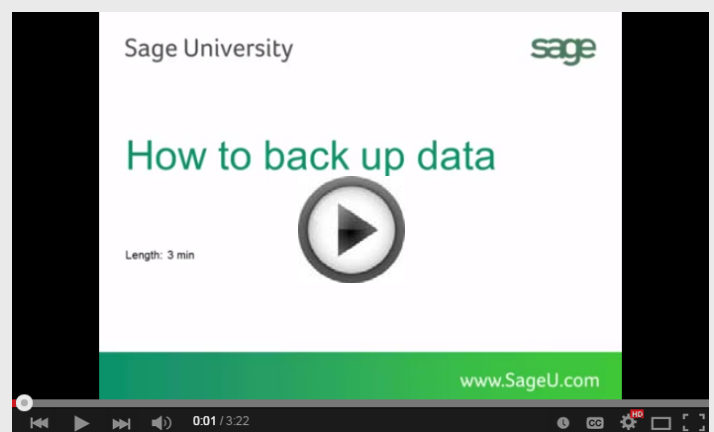 Sage University
sage
How to back up data
Length: 3 min
www.SageU.com
0:01 / 3:22
CC
HD